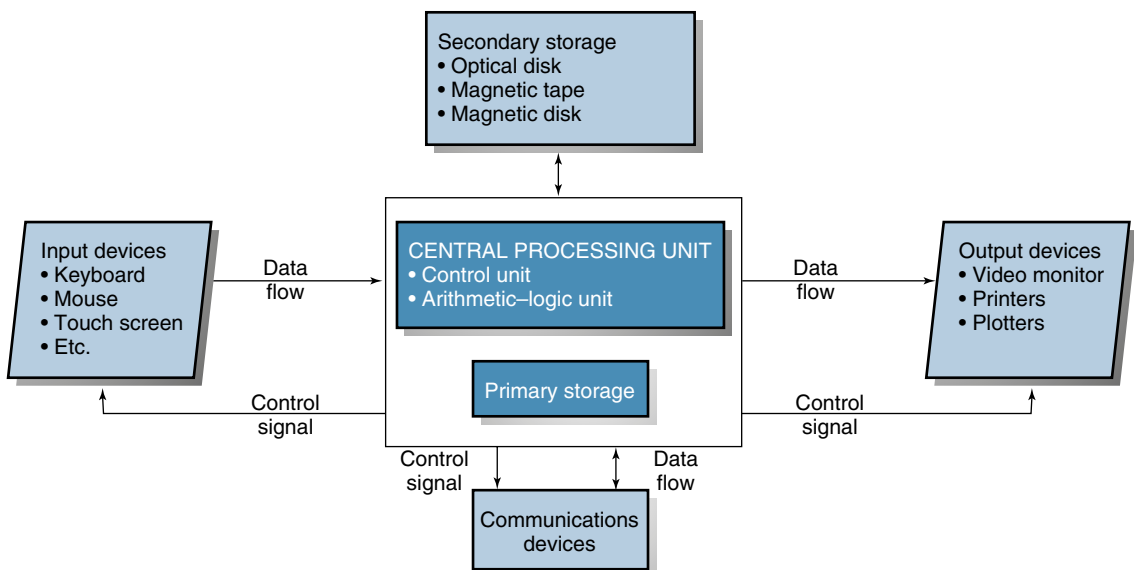 Secondary storage
• Optical disk
• Magnetic tape
• Magnetic disk
Input devices
• Keyboard
• Mouse
• Touch screen
• Etc.
Data
flow
CENTRAL PROCESSING UNIT
• Control unit
• Arithmetic–logic unit
Data
flow
Output devices
• Video monitor
• Printers
• Plotters
Primary storage
Control
signal
Control
signal
Control
signal
Data
flow
Communications
devices